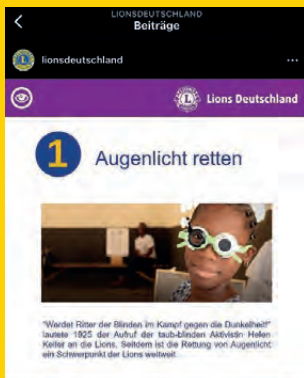 LIONSDEUTSCHLAND
Beiträge
lionsdeutschland
Lions Deutschland
1 Augenlicht retten
"Werdet Ritter der Blinden im Kampf gegen die Dunkelheit!"
lautete 1925 der Aufruf der taub-blinden Aktivistin Helen
Keller an die Lions. Seitdem ist die Rettung von Augenlicht
ein Schwerpunkt der Lions weltweit.